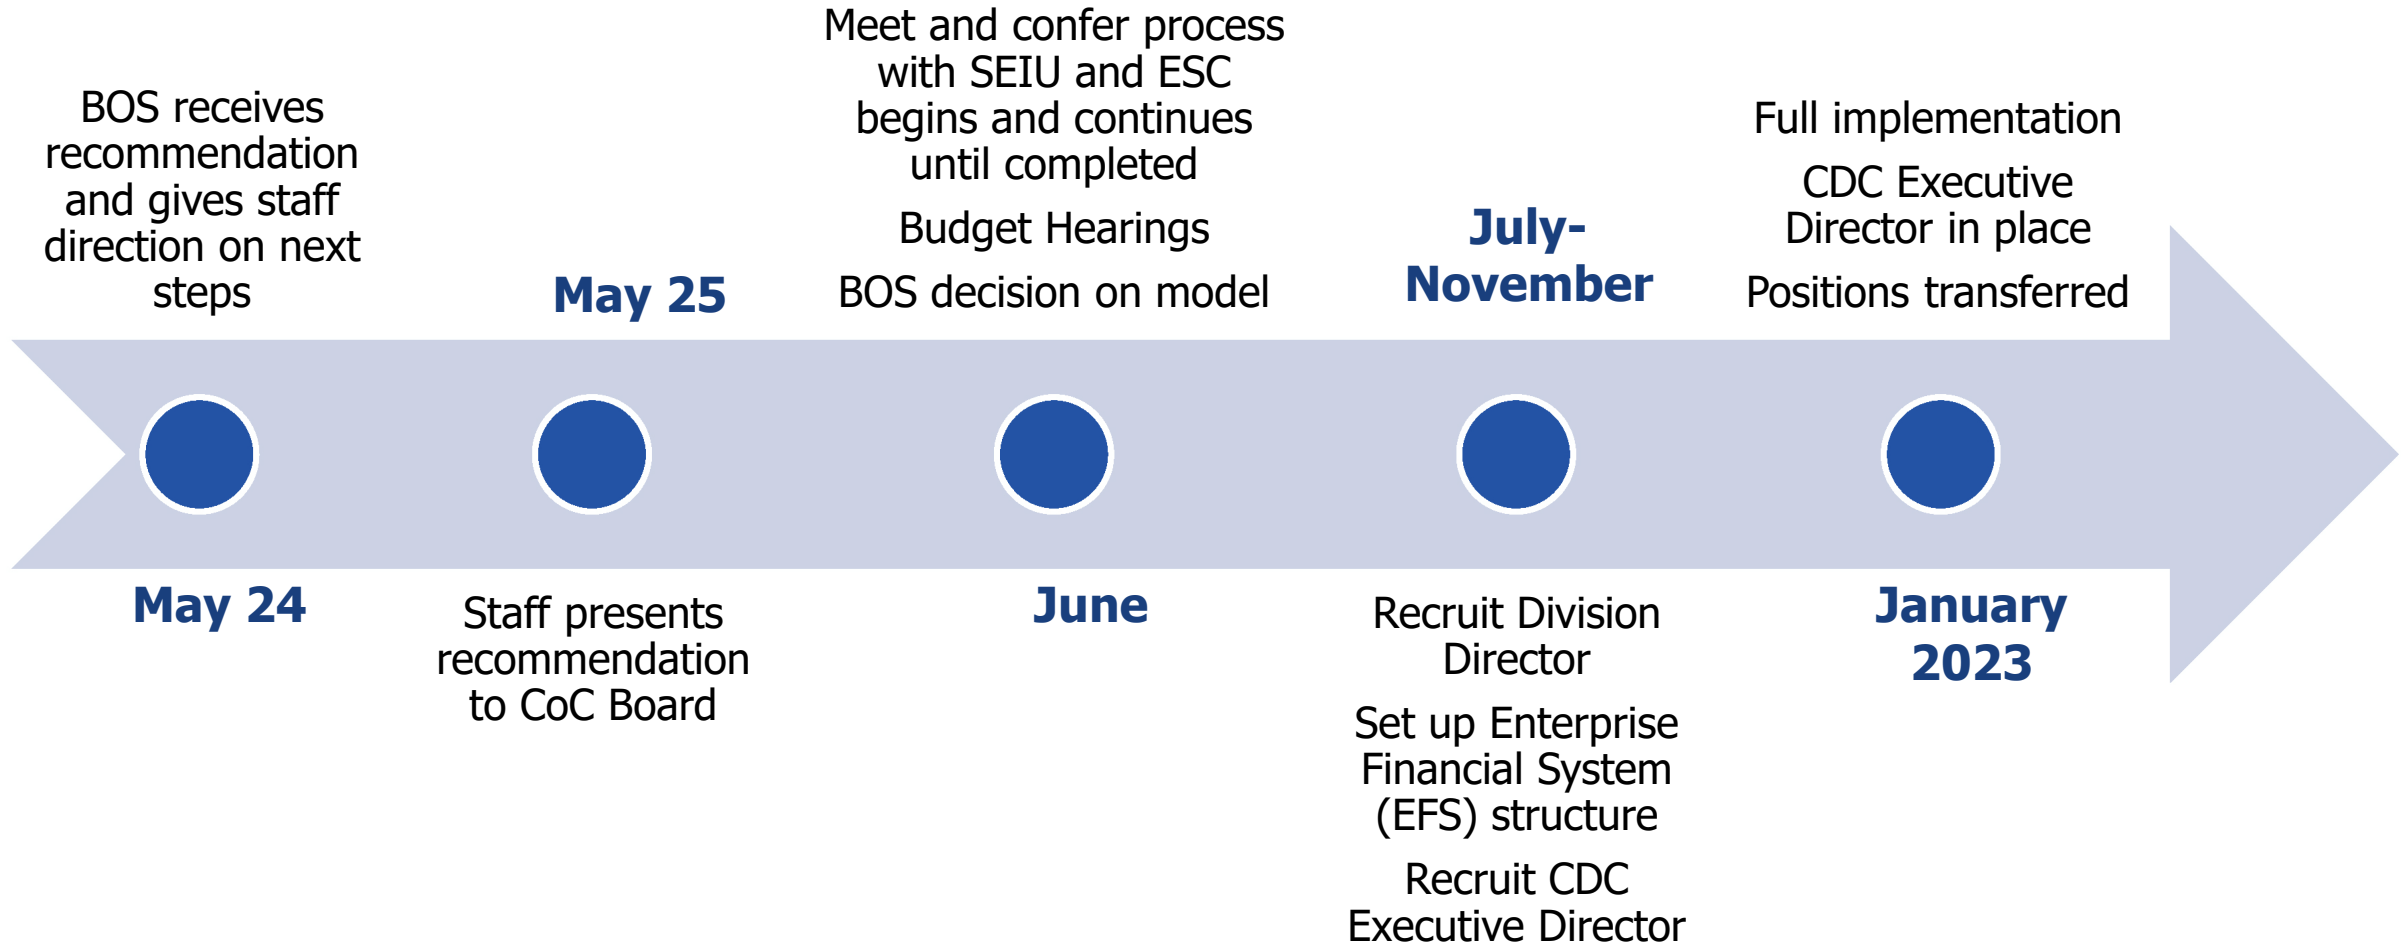 BOS receives
recommendation
and gives staff
direction on next
steps
May 24
May 25
Staff presents
recommendation
to CoC Board
Meet and confer process
with SEIU and ESC
begins and continues
until completed
Budget Hearings
BOS decision on model
June
July-
November
Recruit Division
Director
Set up Enterprise
Financial System
(EFS) structure
Recruit CDC
Executive Director
Full implementation
CDC Executive
Director in place
Positions transferred
January
2023